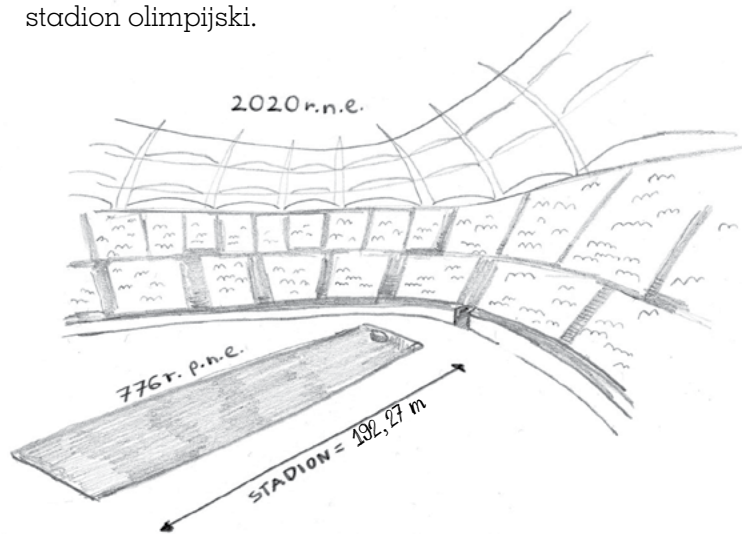 stadion olimpijski.
2020 r.n.e.
776 r. p.n.e.
STADION = 192,27 m